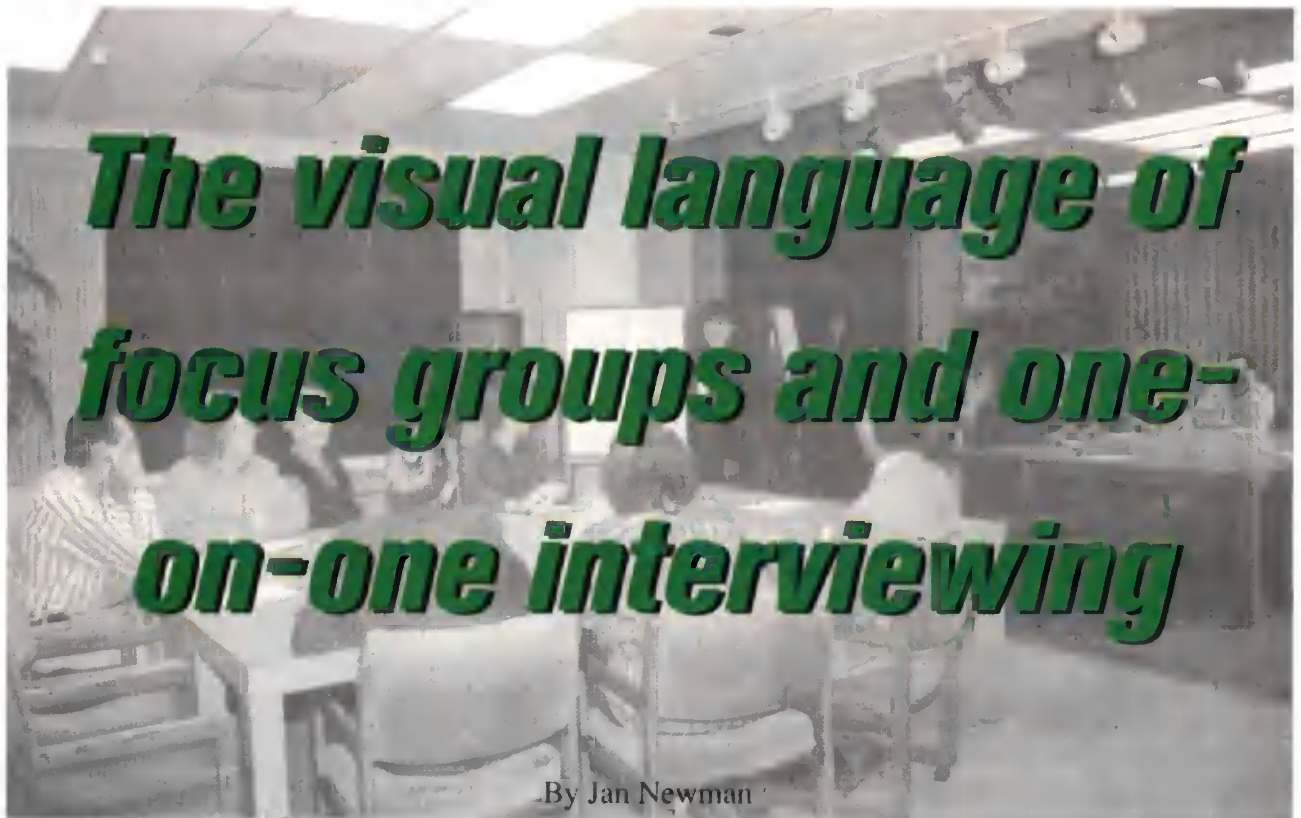 The visual language of
focus groups and one-
on-one interviewing
By Jan Newman